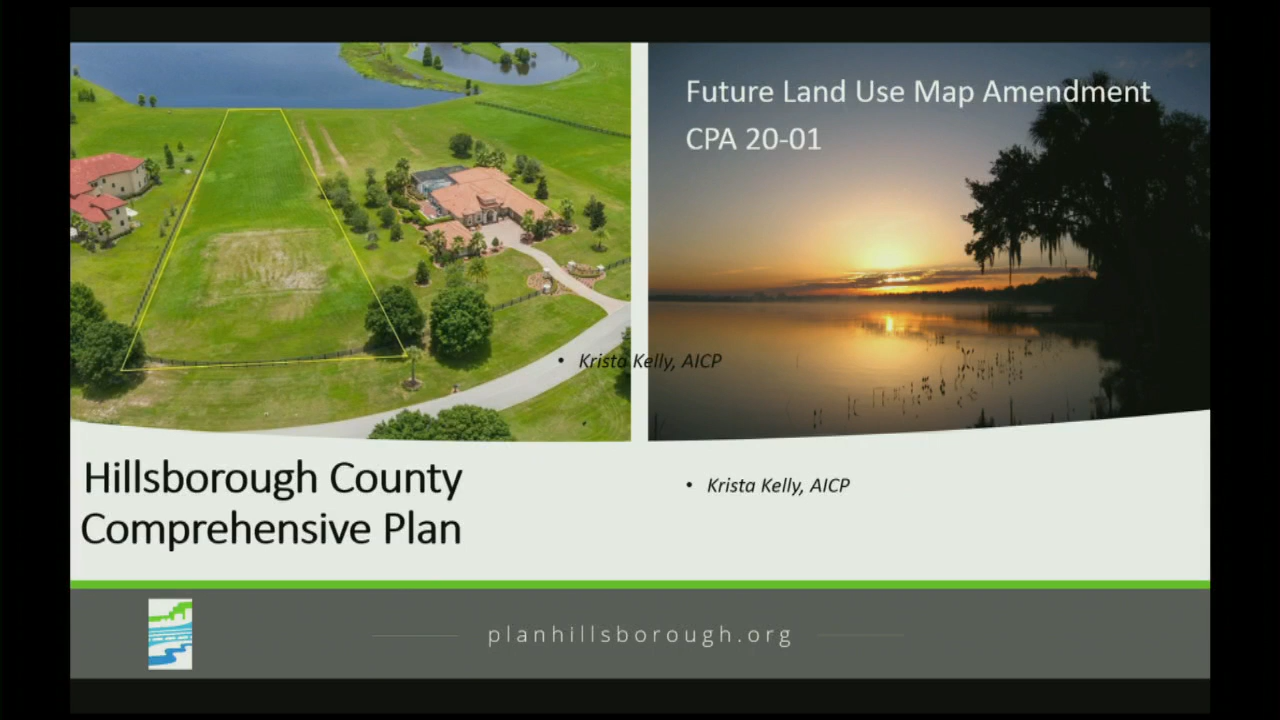 Future Land Use Map Amendment
CPA 20-01
• Krista Kelly, AICP
Hillsborough County
Comprehensive Plan
• Krista Kelly, AICP
planhillsborough.org